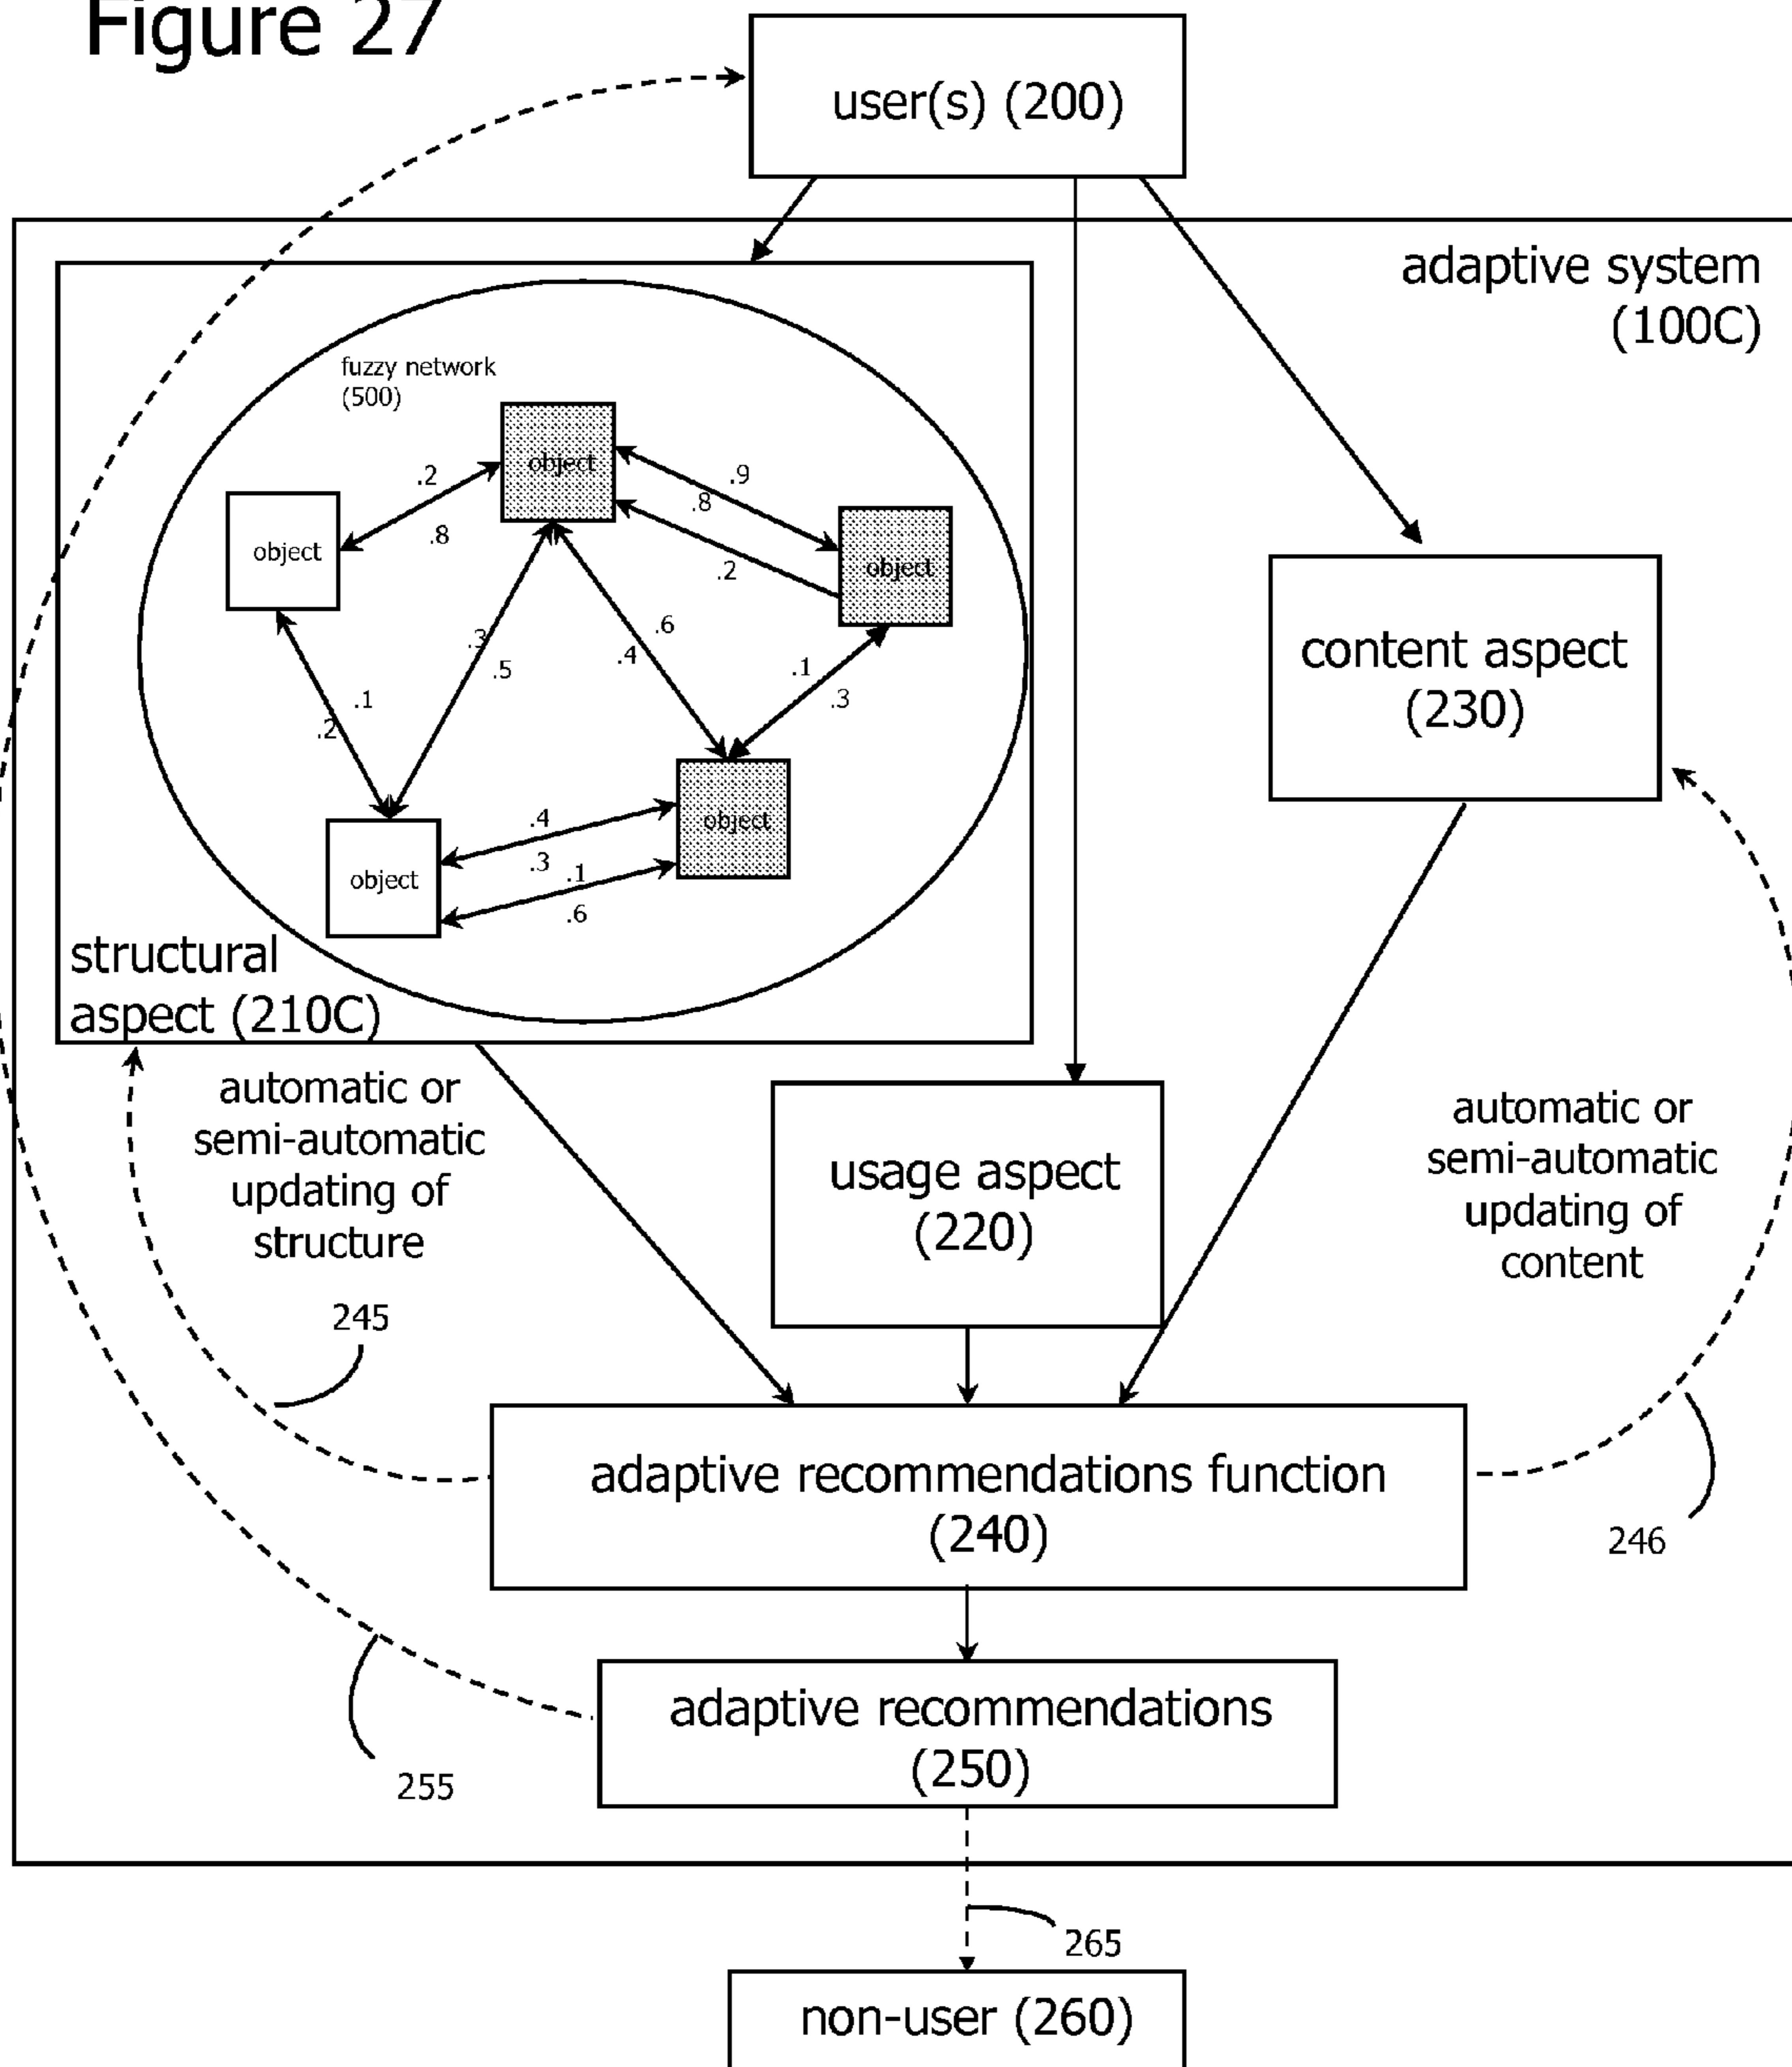 Figure 27
user(s) (200)
adaptive system
(100C)
fuzzy network
(500)
object
.2
.8
object
.9
.8
.2
object
.3
.5
.6
.4
.1
.3
.1
.2
object
.4
.3
.1
.6
object
structural
aspect (210C)
content aspect
(230)
automatic or
semi-automatic
updating of
structure
245
usage aspect
(220)
automatic or
semi-automatic
updating of
content
246
adaptive recommendations function
(240)
adaptive recommendations
(250)
255
265
non-user (260)